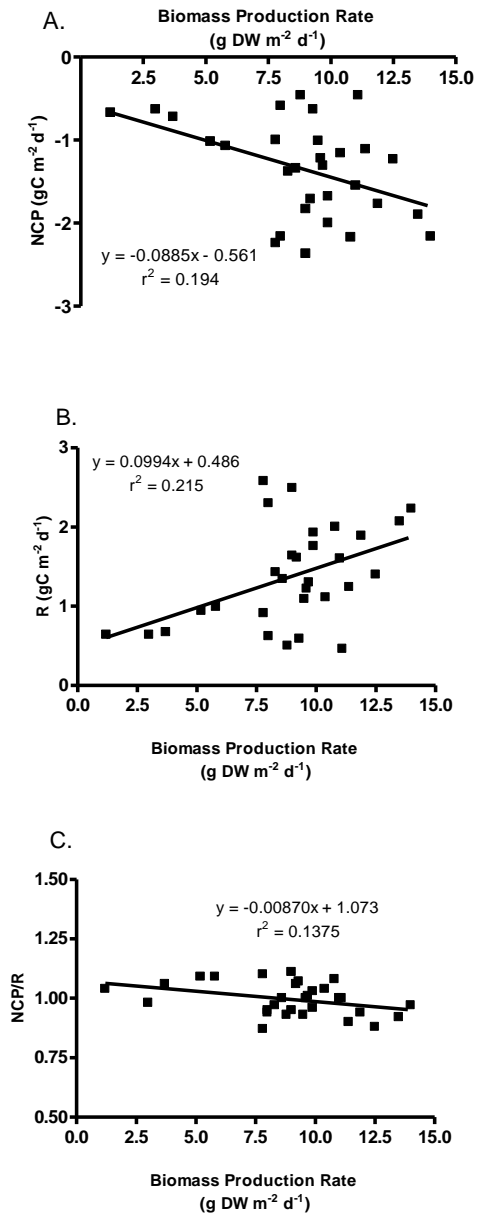 A.
Biomass Production Rate
(g DW m-2 d-1)
0
2.5 5.0 7.5 10.0 12.5 15.0
-1
-2
-3
NCP (gC m-2 d-1)
y = -0.0885x - 0.561
r2 = 0.194
B.
3
2
1
0
R (gC m-2 d-1)
y = 0.0994x + 0.486
r2 = 0.215
0.0 2.5 5.0 7.5 10.0 12.5 15.0
Biomass Production Rate
(g DW m-2 d-1)
C.
1.50
1.25
1.00
0.75
0.50
NCP/R
y = -0.00870x + 1.073
r2 = 0.1375
0.0 2.5 5.0 7.5 10.0 12.5 15.0
Biomass Production Rate
(g DW m-2 d-1)